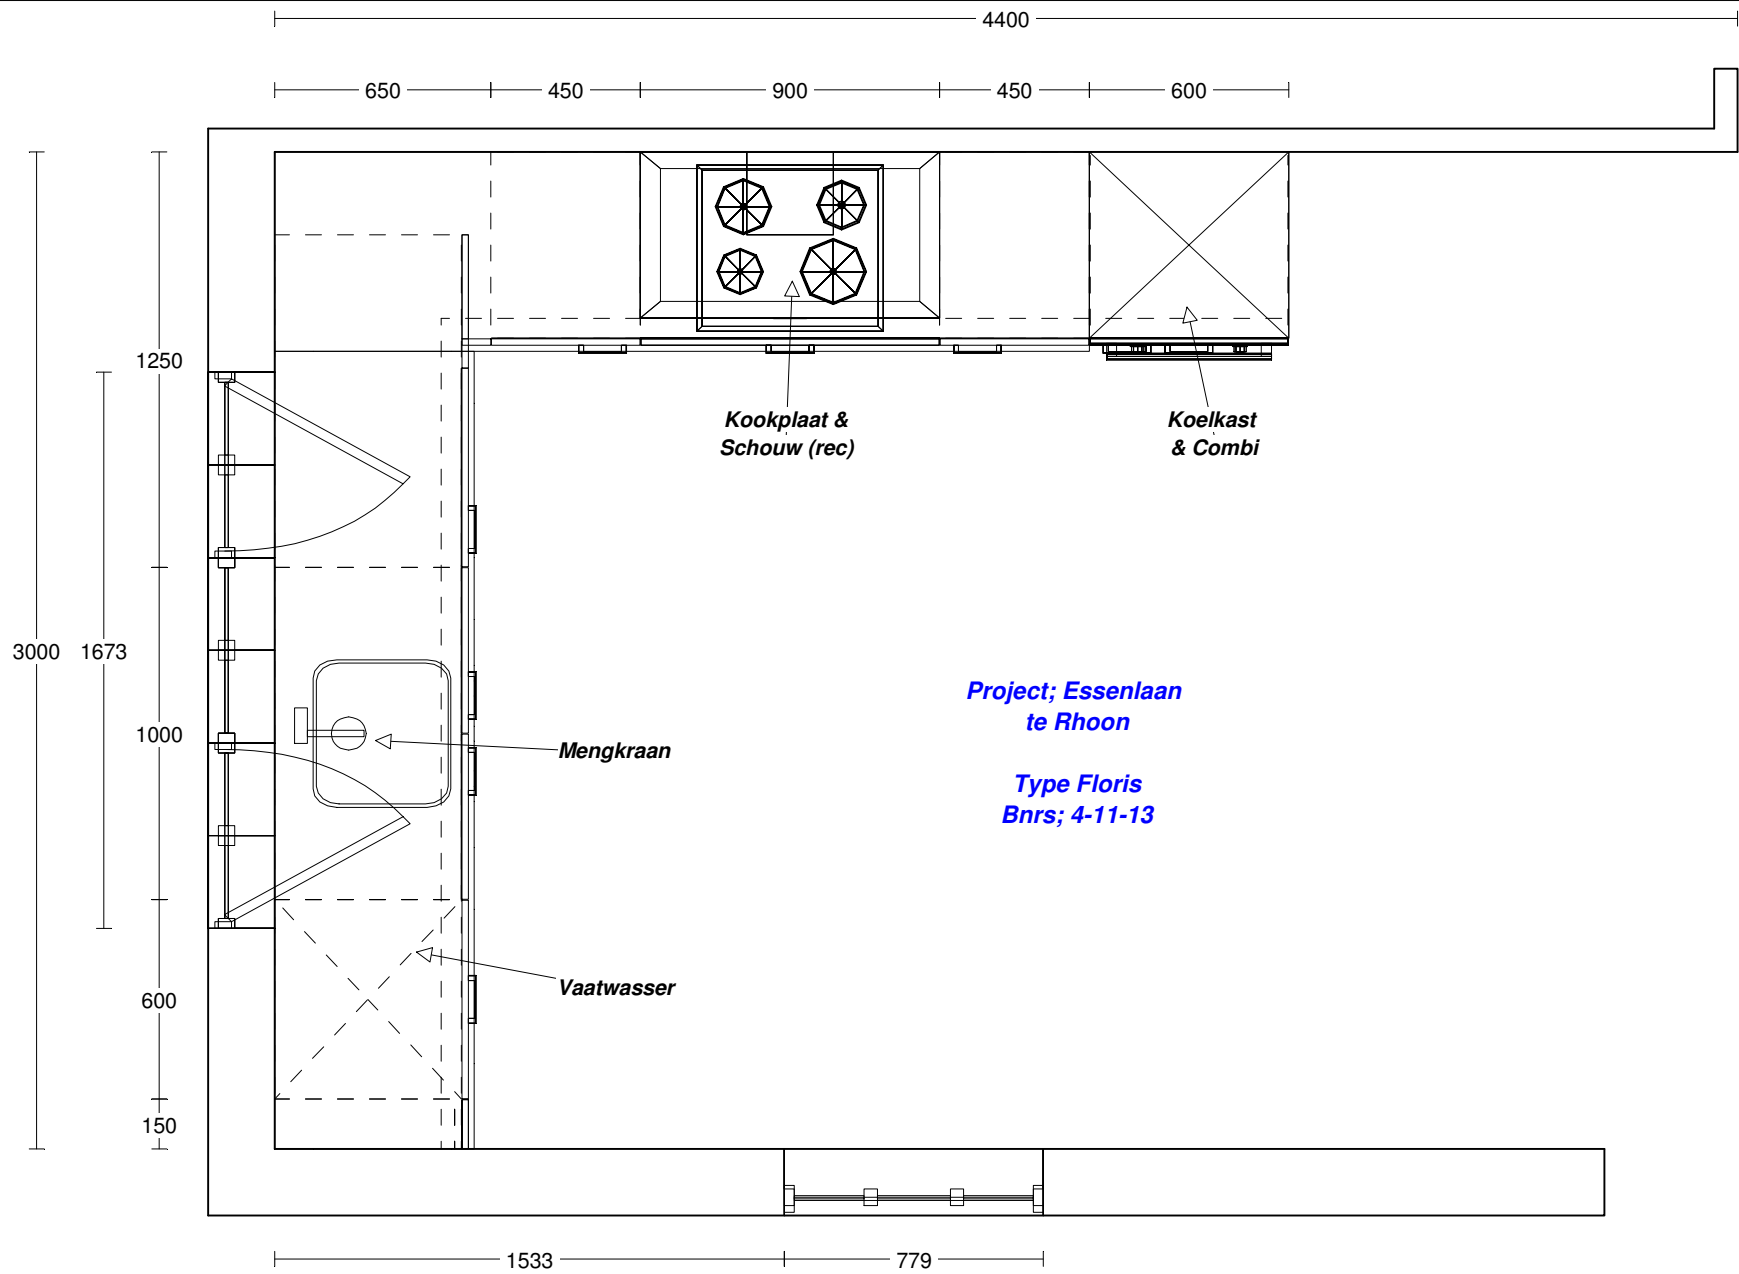 4400
650
450
900
450
600
1250
3000
1673
1000
600
150
Kookplaat &
Schouw (rec)
Koelkast
& Combi
Mengkraan
Vaatwasser
Project; Essenlaan
te Rhoon
Type Floris
Bnrs; 4-11-13
1533
779